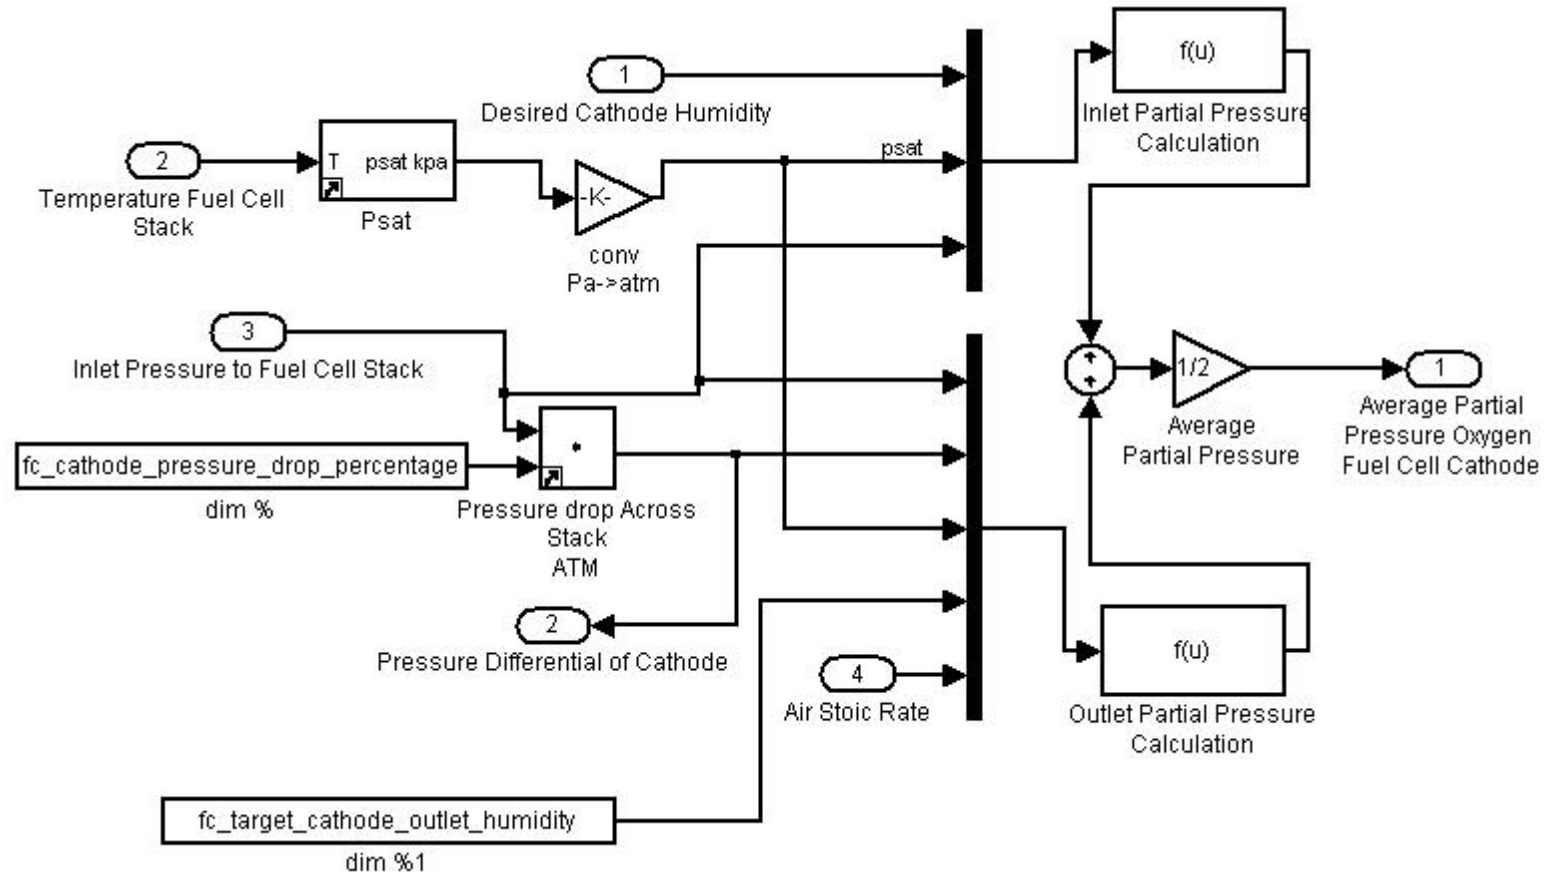 f(u)
Inlet Partial Pressure
Calculation
1
Desired Cathode Humidity
2
Temperature Fuel Cell
Stack
T psat kpa
Psat
-K-
conv
Pa->atm
psat
3
Inlet Pressure to Fuel Cell Stack
fc_cathode_pressure_drop_percentage
dim %
Pressure drop Across
Stack
ATM
+
+
1/2
Average
Partial Pressure
1
Average Partial
Pressure Oxygen
Fuel Cell Cathode
2
Pressure Differential of Cathode
4
Air Stoic Rate
f(u)
Outlet Partial Pressure
Calculation
fc_target_cathode_outlet_humidity
dim %1